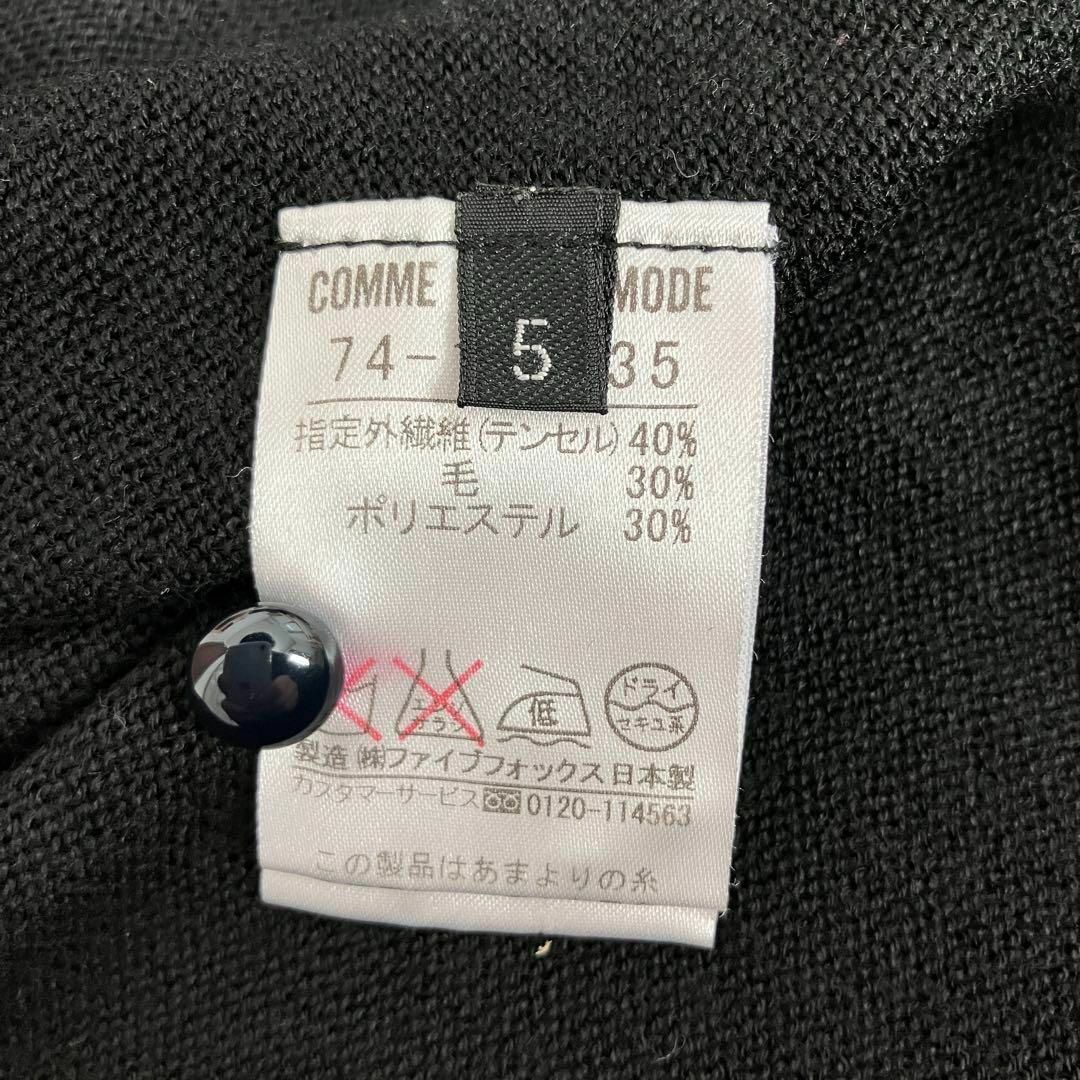 COMME MODE
74- 35
5
指定外繊維(テンセル) 40%
毛 30%
ポリエステル 30%
低
ドライ
マキユ系
製造 ㈱ファイブフォックス 日本製
カスタマーサービス 0120-114563
この製品はあまよりの糸